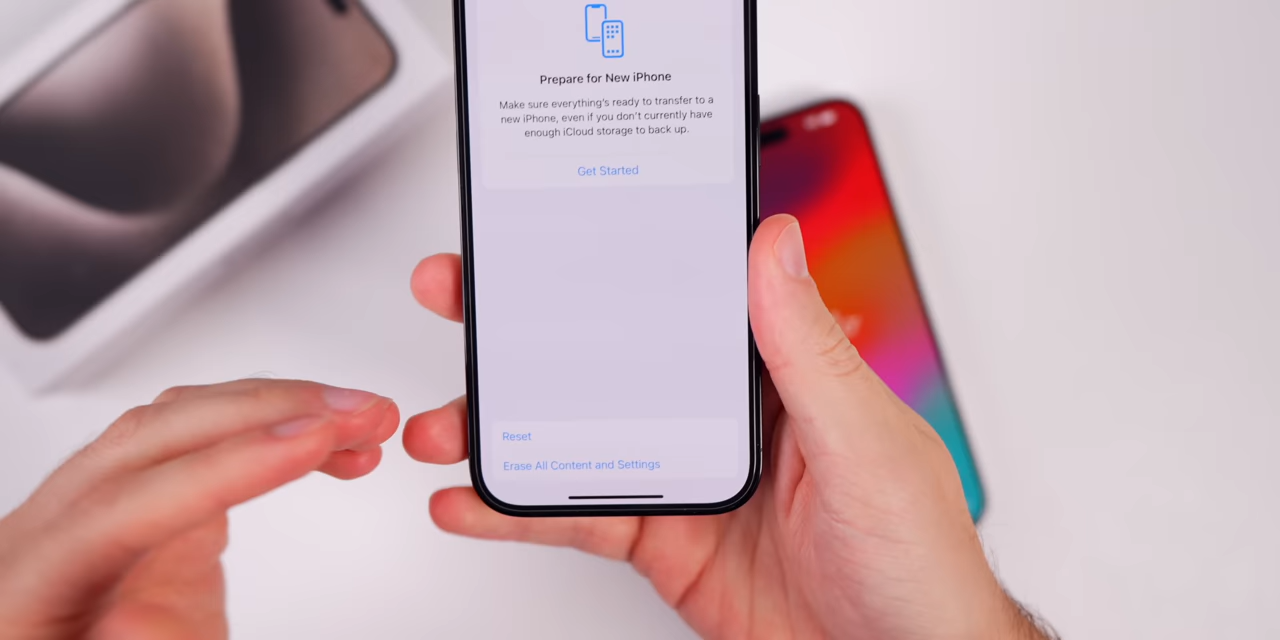 Prepare for New iPhone
Make sure everything's ready to transfer to a
new iPhone, even if you don't currently have
enough iCloud storage to back up.
Get Started
Reset
Erase All Content and Settings